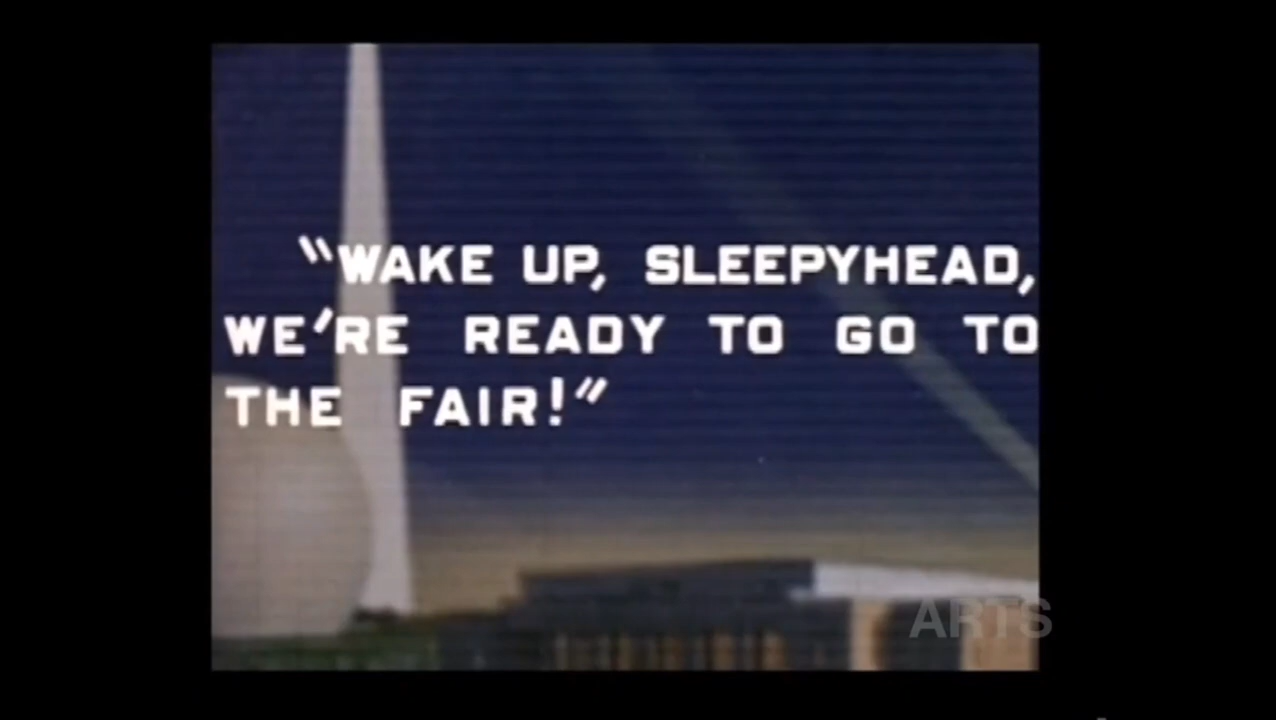 "WAKE UP, SLEEPYHEAD,
WE'RE READY TO GO TO
THE FAIR!"
ARTS